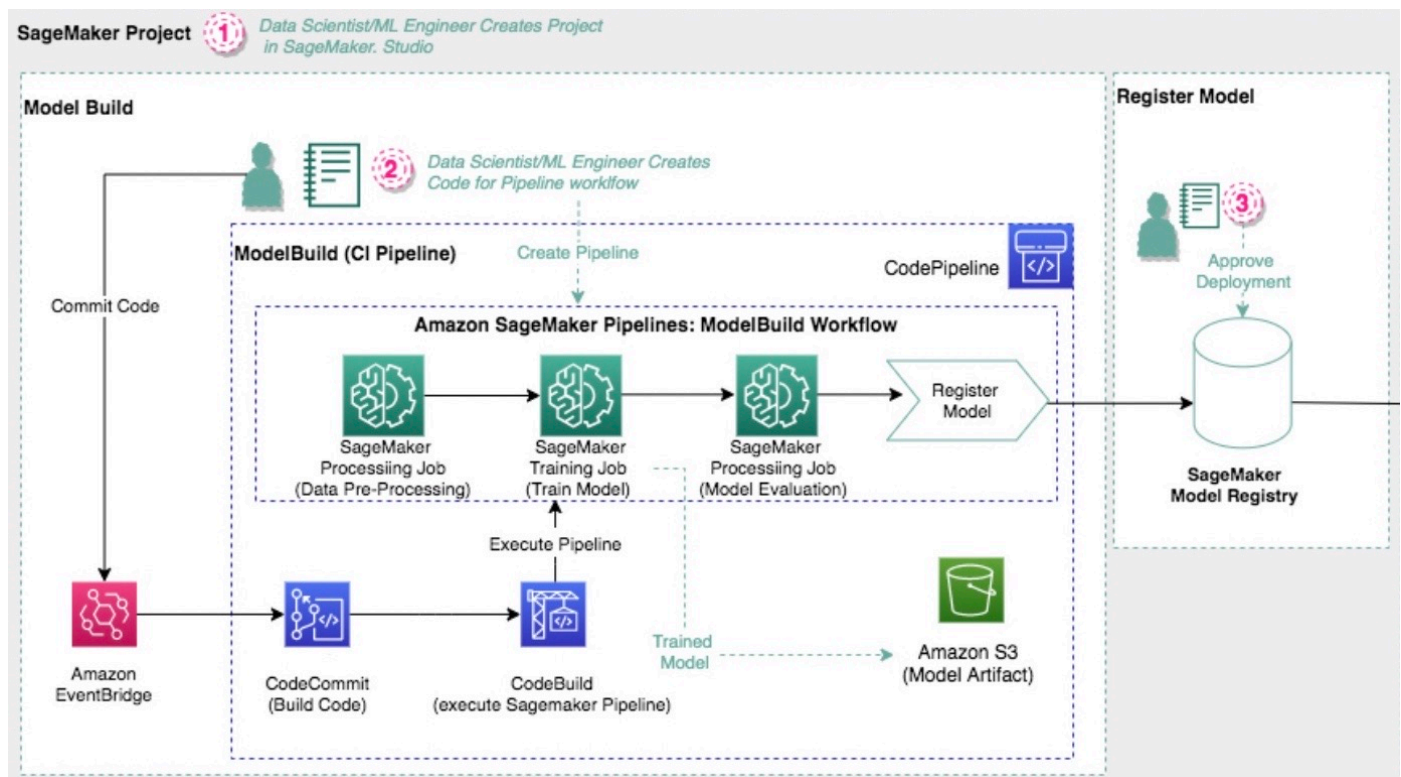 SageMaker Project
1
Data Scientist/ML Engineer Creates Project
in SageMaker. Studio
Model Build
2
Data Scientist/ML Engineer Creates
Code for Pipeline worklfow
Register Model
3
Approve
Deployment
ModelBuild (CI Pipeline)
Create Pipeline
CodePipeline
Commit Code
Amazon SageMaker Pipelines: ModelBuild Workflow
SageMaker
Processiing Job
(Data Pre-Processing)
SageMaker
Training Job
(Train Model)
SageMaker
Processiing Job
(Model Evaluation)
Register
Model
SageMaker
Model Registry
Execute Pipeline
Amazon
EventBridge
CodeCommit
(Build Code)
CodeBuild
(execute Sagemaker Pipeline)
Trained
Model
Amazon S3
(Model Artifact)